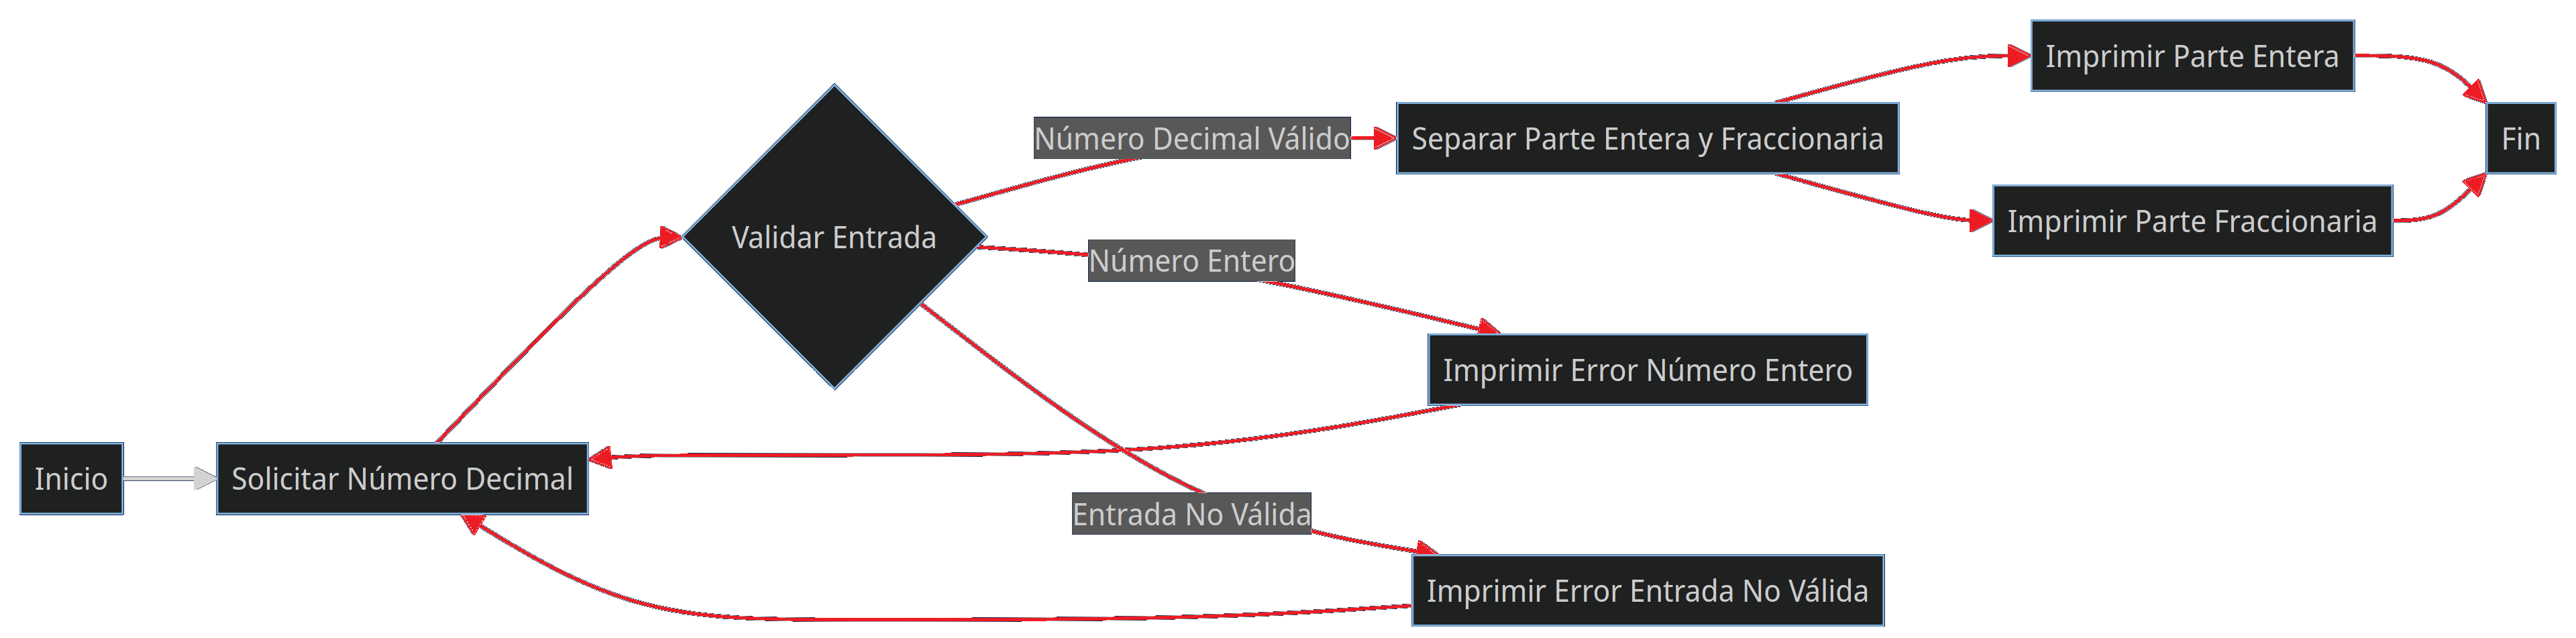 Inicio
Solicitar Número Decimal
Validar Entrada
Número Decimal Válido
Separar Parte Entera y Fraccionaria
Imprimir Parte Entera
Imprimir Parte Fraccionaria
Fin
Número Entero
Imprimir Error Número Entero
Entrada No Válida
Imprimir Error Entrada No Válida